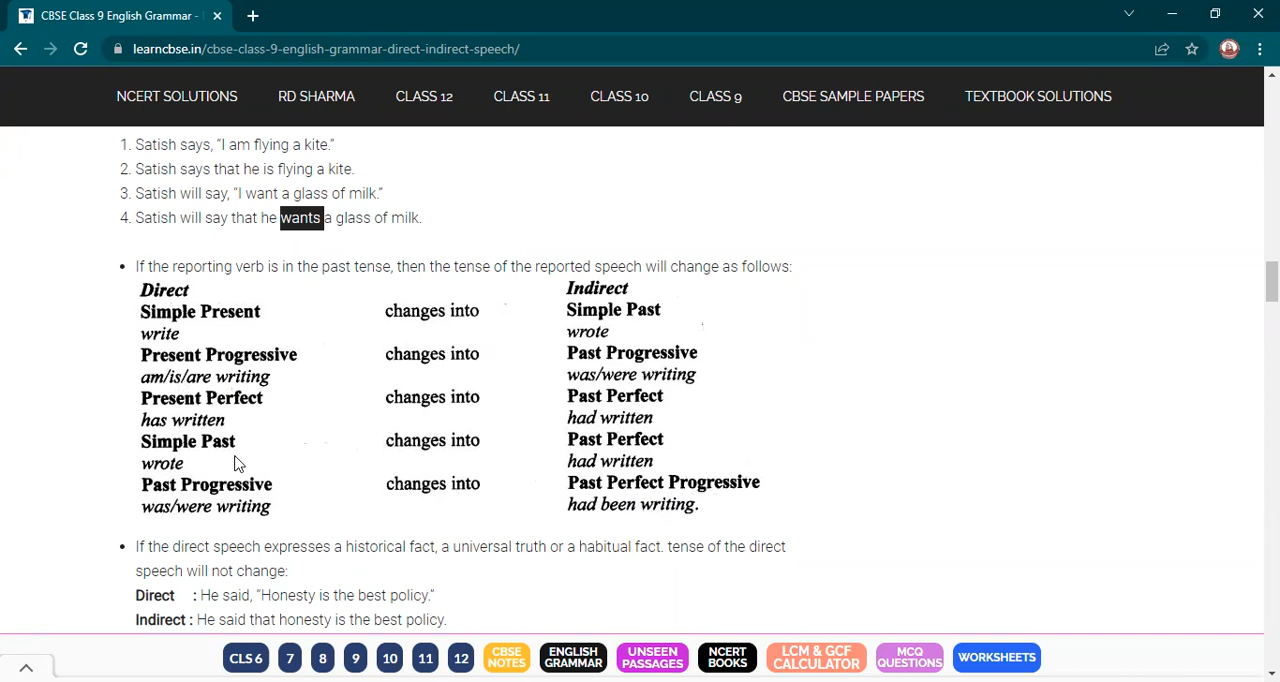 CBSE Class 9 English Grammar -
learncbse.in/cbse-class-9-english-grammar-direct-indirect-speech/
NCERT SOLUTIONS RD SHARMA CLASS 12 CLASS 11 CLASS 10 CLASS 9 CBSE SAMPLE PAPERS TEXTBOOK SOLUTIONS
1. Satish says, “I am flying a kite.”
2. Satish says that he is flying a kite.
3. Satish will say, “I want a glass of milk.”
4. Satish will say that he wants a glass of milk.
• If the reporting verb is in the past tense, then the tense of the reported speech will change as follows:
Direct Indirect
Simple Present changes into Simple Past
write wrote
Present Progressive changes into Past Progressive
am/is/are writing was/were writing
Present Perfect changes into Past Perfect
has written had written
Simple Past changes into Past Perfect
wrote had written
Past Progressive changes into Past Perfect Progressive
was/were writing had been writing.
• If the direct speech expresses a historical fact, a universal truth or a habitual fact. tense of the direct
speech will not change:
Direct : He said, “Honesty is the best policy.”
Indirect : He said that honesty is the best policy.
CLS 6 7 8 9 10 11 12 CBSE NOTES ENGLISH GRAMMAR UNSEEN PASSAGES NCERT BOOKS LCM & GCF CALCULATOR MCQ QUESTIONS WORKSHEETS